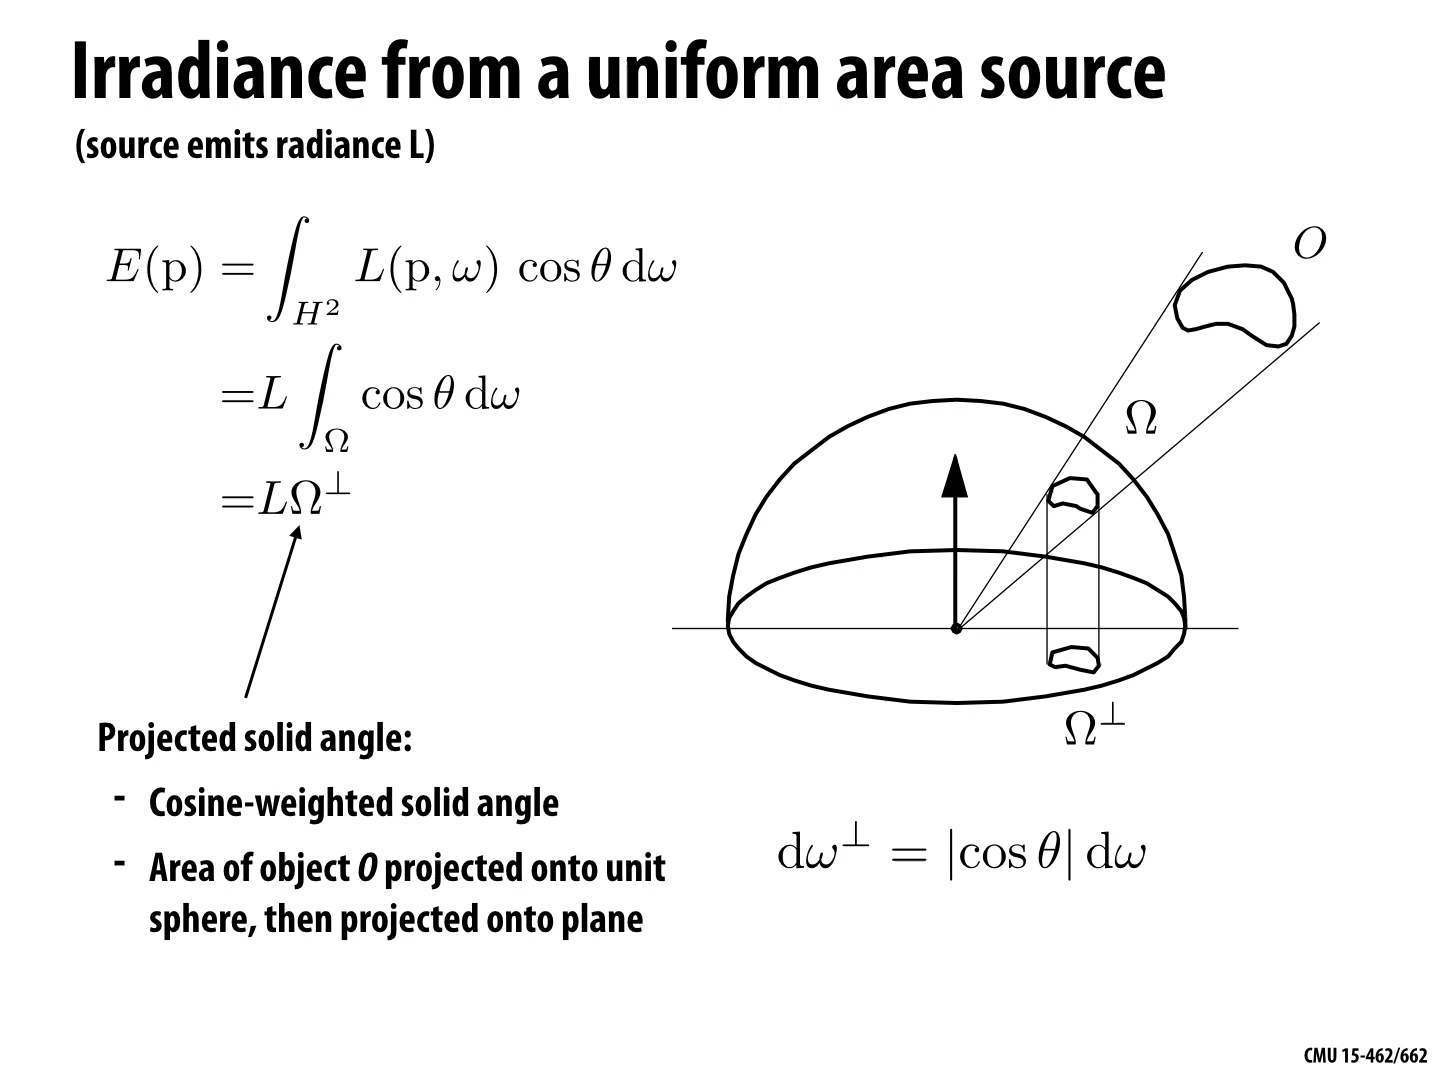 Irradiance from a uniform area source
(source emits radiance L)
E(p) = ∫_{H²} L(p, ω) cos θ dω
=L ∫_Ω cos θ dω
=LΩ^⊥
O
Ω
Ω^⊥
Projected solid angle:
- Cosine-weighted solid angle
- Area of object O projected onto unit
sphere, then projected onto plane
dω^⊥ = |cos θ| dω
CMU 15-462/662